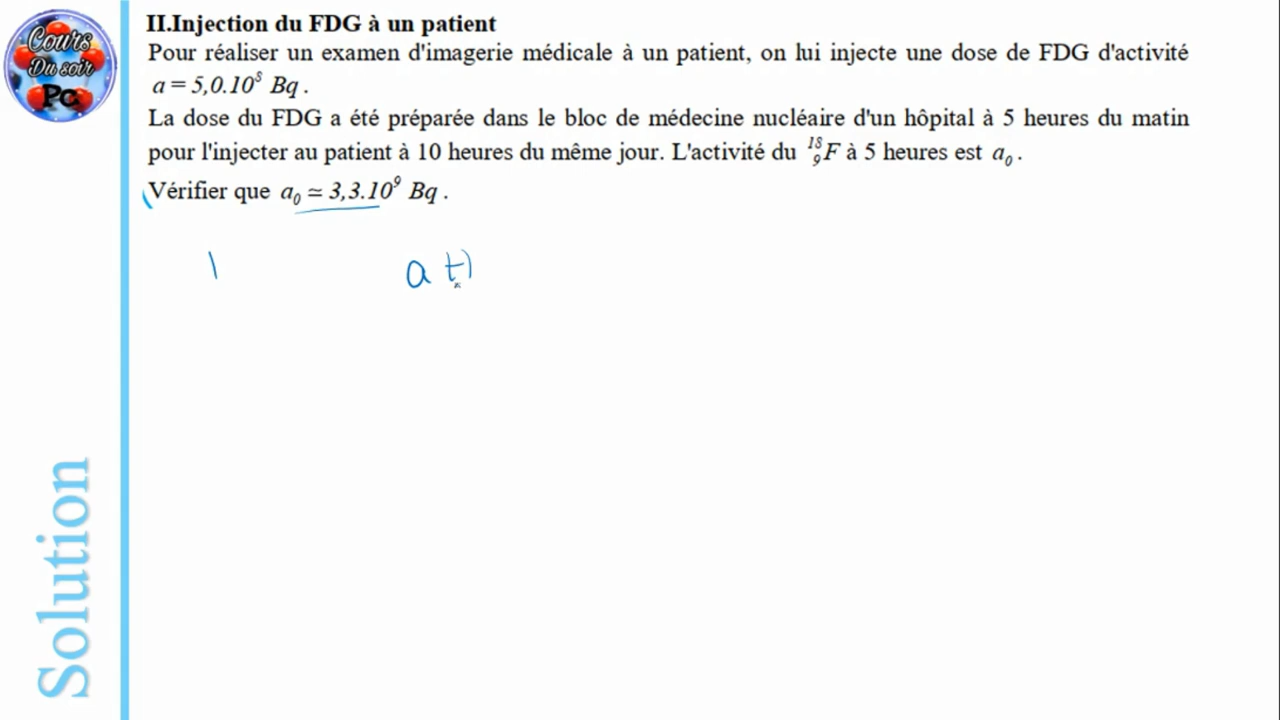 Cours
Du soir
PC
II.Injection du FDG à un patient
Pour réaliser un examen d'imagerie médicale à un patient, on lui injecte une dose de FDG d'activité
a = 5,0.10⁸ Bq .
La dose du FDG a été préparée dans le bloc de médecine nucléaire d'un hôpital à 5 heures du matin
pour l'injecter au patient à 10 heures du même jour. L'activité du ¹⁸₉F à 5 heures est a₀ .
Vérifier que a₀ ≃ 3,3.10⁹ Bq .
a t)
Solution